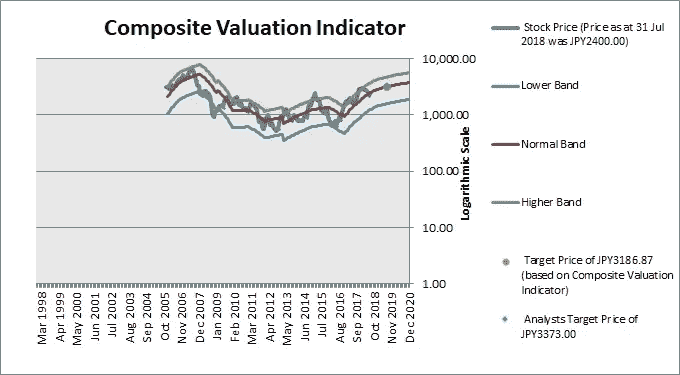 Composite Valuation Indicator
10,000.00
1,000.00
100.00
10.00
1.00
Logarithmic Scale
Mar 1998
Apr 1999
May 2000
Jun 2001
Jul 2002
Aug 2003
Sep 2004
Oct 2005
Nov 2006
Dec 2007
Jan 2009
Feb 2010
Mar 2011
Apr 2012
May 2013
Jun 2014
Jul 2015
Aug 2016
Sep 2017
Oct 2018
Nov 2019
Dec 2020
Stock Price (Price as at 31 Jul
2018 was JPY2400.00)
Lower Band
Normal Band
Higher Band
Target Price of JPY3186.87
(based on Composite Valuation
Indicator)
Analysts Target Price of
JPY3373.00